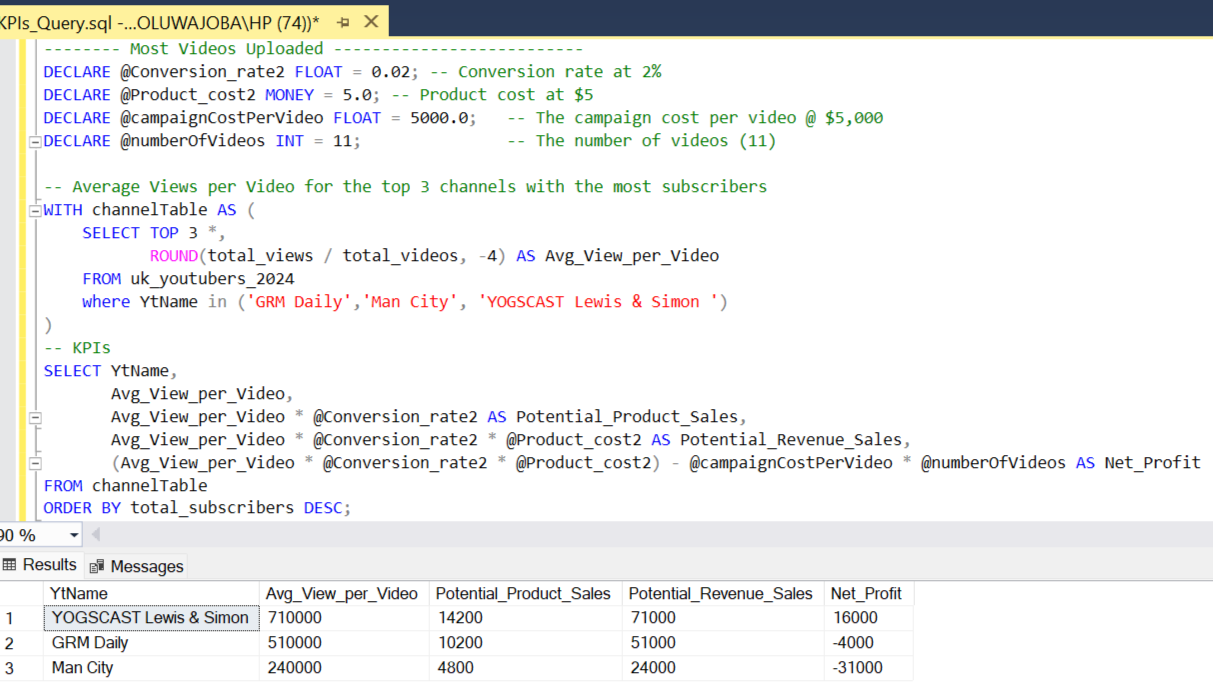 KPIs_Query.sql -...OLUWAJOBA\HP (74))*
-------- Most Videos Uploaded --------------------------
DECLARE @Conversion_rate2 FLOAT = 0.02; -- Conversion rate at 2%
DECLARE @Product_cost2 MONEY = 5.0; -- Product cost at $5
DECLARE @campaignCostPerVideo FLOAT = 5000.0;   -- The campaign cost per video @ $5,000
DECLARE @numberOfVideos INT = 11;               -- The number of videos (11)
-- Average Views per Video for the top 3 channels with the most subscribers
WITH channelTable AS (
    SELECT TOP 3 *,
           ROUND(total_views / total_videos, -4) AS Avg_View_per_Video
    FROM uk_youtubers_2024
    where YtName in ('GRM Daily','Man City', 'YOGSCAST Lewis & Simon ')
)
-- KPIs
SELECT YtName,
       Avg_View_per_Video,
       Avg_View_per_Video * @Conversion_rate2 AS Potential_Product_Sales,
       Avg_View_per_Video * @Conversion_rate2 * @Product_cost2 AS Potential_Revenue_Sales,
       (Avg_View_per_Video * @Conversion_rate2 * @Product_cost2) - @campaignCostPerVideo * @numberOfVideos AS Net_Profit
FROM channelTable
ORDER BY total_subscribers DESC;
90 %
Results Messages
YtName Avg_View_per_Video Potential_Product_Sales Potential_Revenue_Sales Net_Profit
1 YOGSCAST Lewis & Simon 710000 14200 71000 16000
2 GRM Daily 510000 10200 51000 -4000
3 Man City 240000 4800 24000 -31000